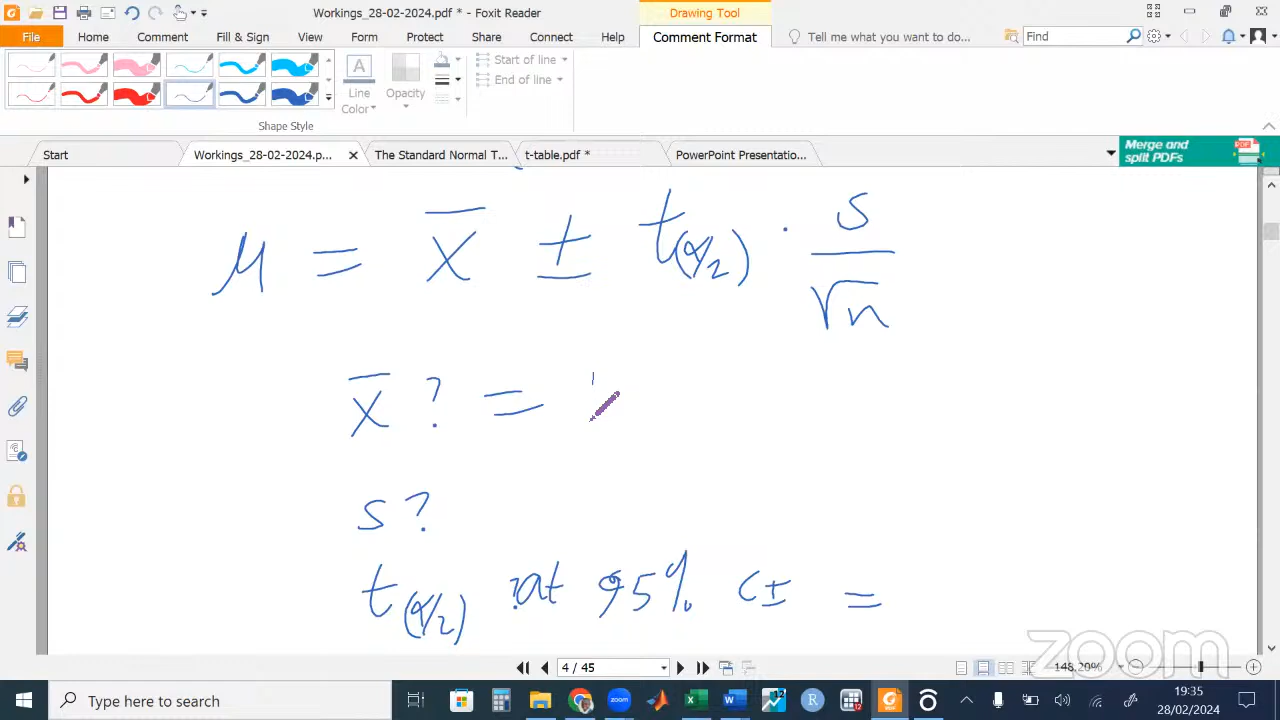 Workings_28-02-2024.pdf * - Foxit Reader
Drawing Tool
File Home Comment Fill & Sign View Form Protect Share Connect Help Comment Format Tell me what you want to do... Find
Line Color
Opacity
Start of line
End of line
Shape Style
Start Workings_28-02-2024.p... The Standard Normal T... t-table.pdf * PowerPoint Presentatio...
Merge and split PDFs
μ = x̄ ± t(α/2) · s/√n
x̄ ? =
s ?
t(α/2) at 95% CI =
zoom
4 / 45
148.20%
Type here to search
19:35
28/02/2024